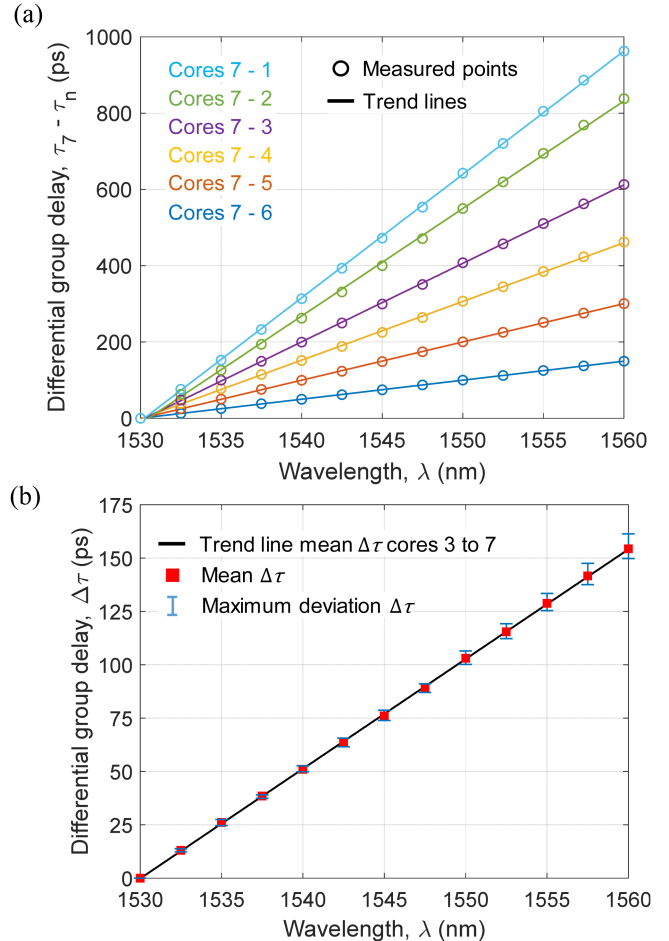 (a)
Differential group delay, τ7 - τn (ps)
1000
800
600
400
200
0
Cores 7 - 1
Cores 7 - 2
Cores 7 - 3
Cores 7 - 4
Cores 7 - 5
Cores 7 - 6
Measured points
Trend lines
1530 1535 1540 1545 1550 1555 1560
Wavelength, λ (nm)
(b)
Differential group delay, Δτ (ps)
175
150
125
100
75
50
25
0
Trend line mean Δτ cores 3 to 7
Mean Δτ
Maximum deviation Δτ
1530 1535 1540 1545 1550 1555 1560
Wavelength, λ (nm)